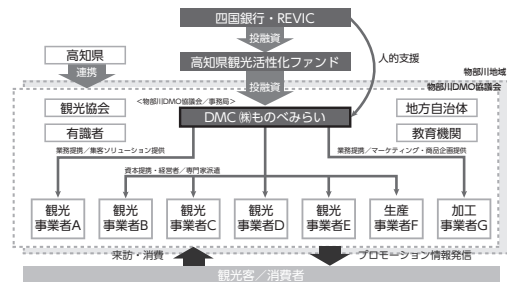 四国銀行・REVIC
投融資
高知県
高知県観光活性化ファンド
人的支援
連携
投融資
物部川地域
物部川DMO協議会
観光協会
<物部川DMO協議会/事務局>
地方自治体
DMC ㈱ものべみらい
有識者
教育機関
業務提携/集客ソリューション提供
業務提携/マーケティング・商品企画提供
資本提携・経営者/専門家派遣
観光
事業者A
観光
事業者B
観光
事業者C
観光
事業者D
観光
事業者E
生産
事業者F
加工
事業者G
来訪・消費
プロモーション情報発信
観光客/消費者